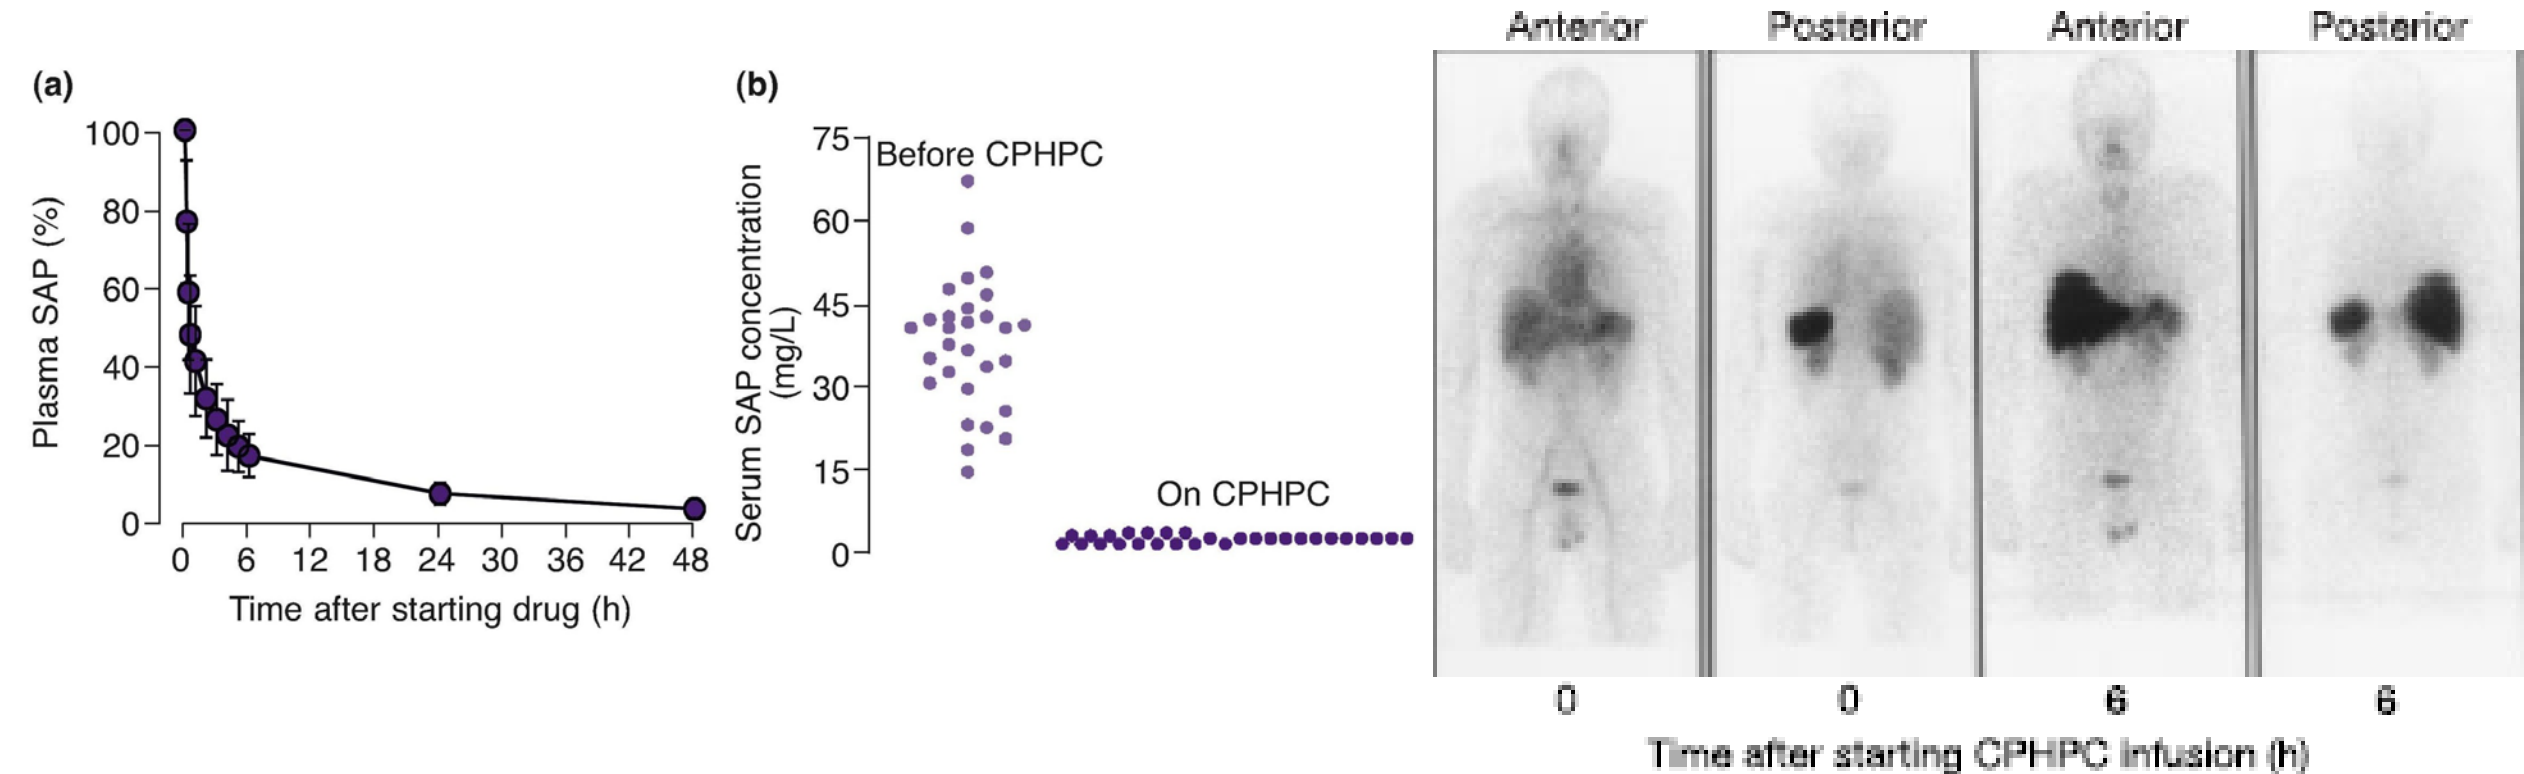 (a)
100
80
60
40
20
0
Plasma SAP (%)
0 6 12 18 24 30 36 42 48
Time after starting drug (h)
(b)
75
60
45
30
15
0
Serum SAP concentration
(mg/L)
Before CPHPC
On CPHPC
Anterior Posterior Anterior Posterior
0 0 6 6
Time after starting CPHPC infusion (h)